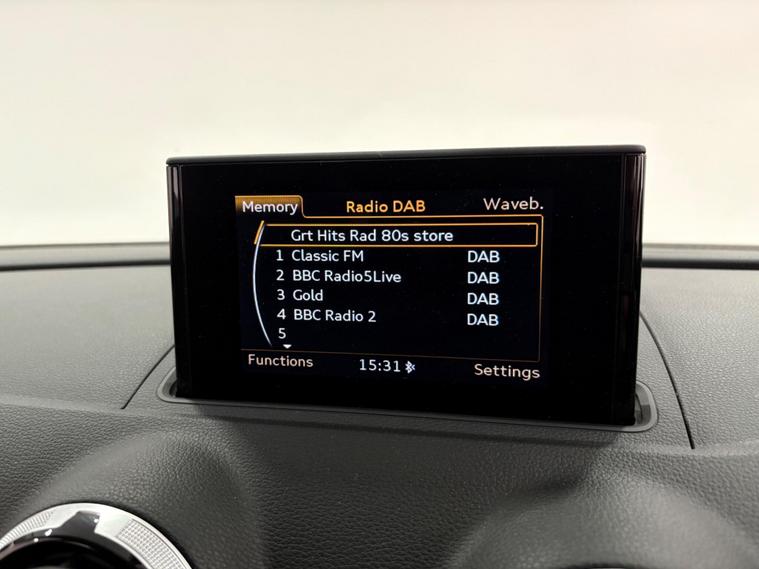 Memory Radio DAB Waveb.
Grt Hits Rad 80s store
1 Classic FM DAB
2 BBC Radio5Live DAB
3 Gold DAB
4 BBC Radio 2 DAB
5
Functions 15:31 Settings